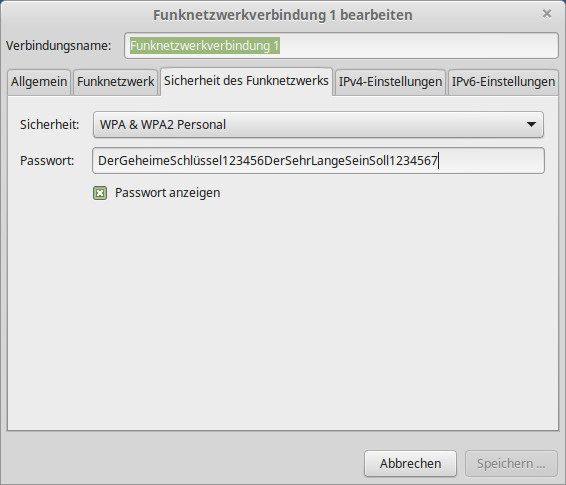 Funknetzwerkverbindung 1 bearbeiten
Verbindungsname: Funknetzwerkverbindung 1
Allgemein Funknetzwerk Sicherheit des Funknetzwerks IPv4-Einstellungen IPv6-Einstellungen
Sicherheit: WPA & WPA2 Personal
Passwort: DerGeheimeSchlüssel123456DerSehrLangeSeinSoll1234567
Passwort anzeigen
Abbrechen Speichern ...